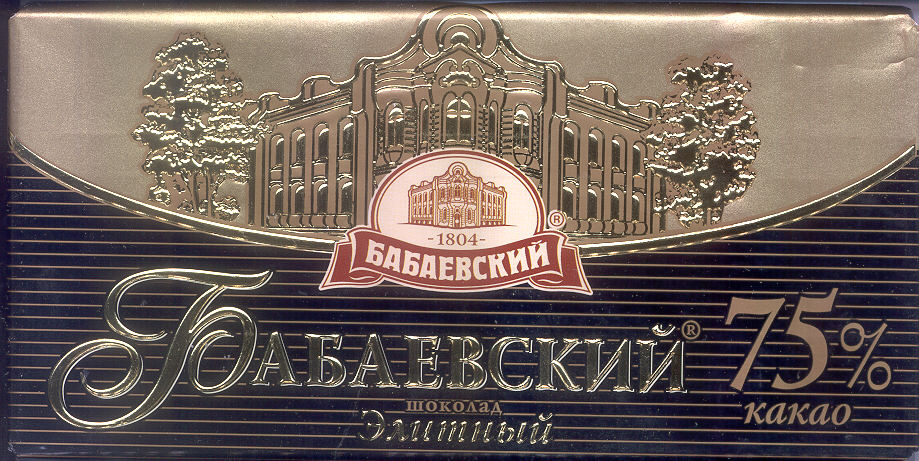 -1804-
БАБАЕВСКИЙ ®
БАБАЕВСКИЙ ®
75%
какао
шоколад
Элитный